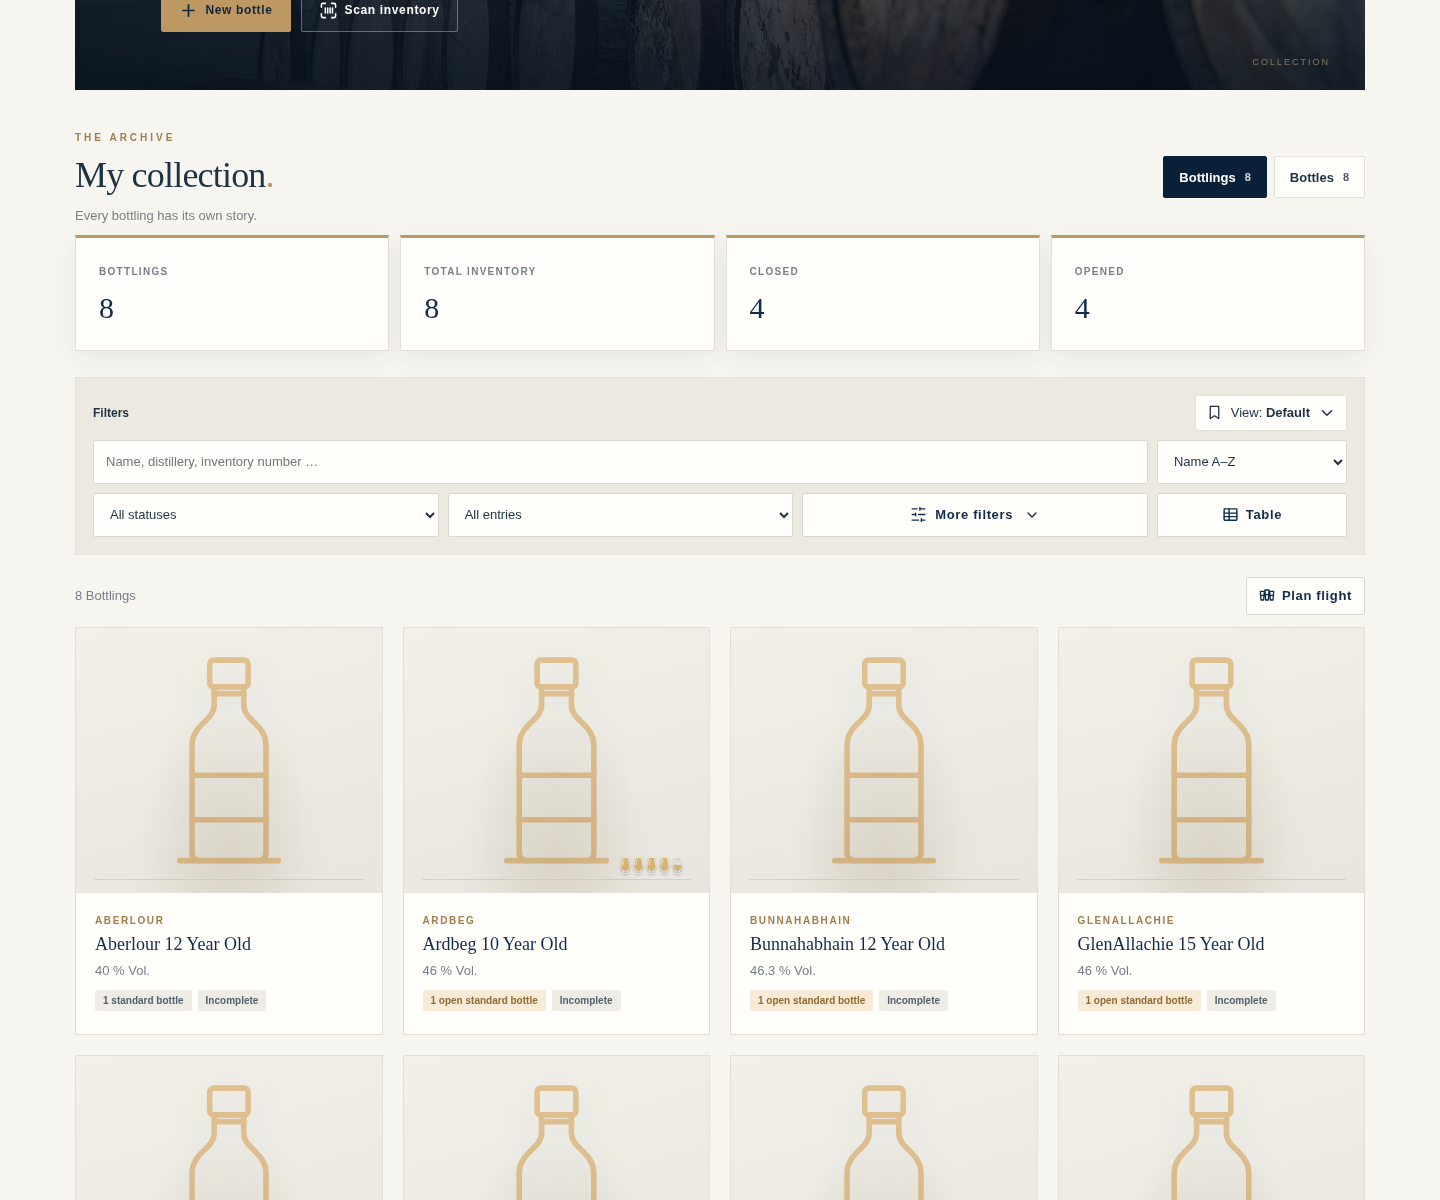 New bottle
Scan inventory
COLLECTION
THE ARCHIVE
My collection.
Bottlings 8
Bottles 8
Every bottling has its own story.
BOTTLINGS
8
TOTAL INVENTORY
8
CLOSED
4
OPENED
4
Filters
View: Default
Name, distillery, inventory number …
Name A–Z
All statuses
All entries
More filters
Table
8 Bottlings
Plan flight
ABERLOUR
Aberlour 12 Year Old
40 % Vol.
1 standard bottle
Incomplete
ARDBEG
Ardbeg 10 Year Old
46 % Vol.
1 open standard bottle
Incomplete
BUNNAHABHAIN
Bunnahabhain 12 Year Old
46.3 % Vol.
1 open standard bottle
Incomplete
GLENALLACHIE
GlenAllachie 15 Year Old
46 % Vol.
1 open standard bottle
Incomplete